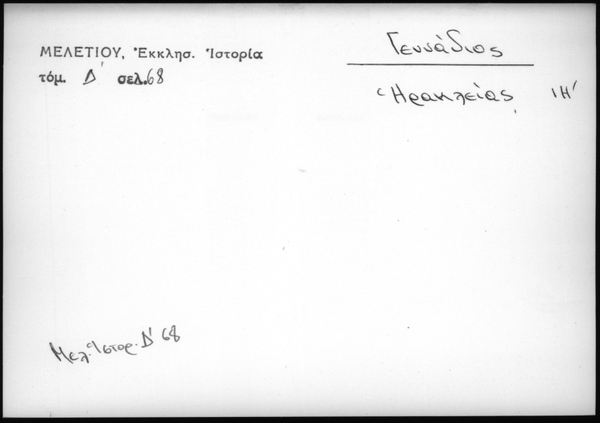 ΜΕΛΕΤΙΟΥ, Ἐκκλησ. Ἱστορία
τόμ. Δ' σελ. 68
Γεννάδιος
Ἡρακλείας, ΙΗ'
Μελ. Ἱστορ. Δ' 68